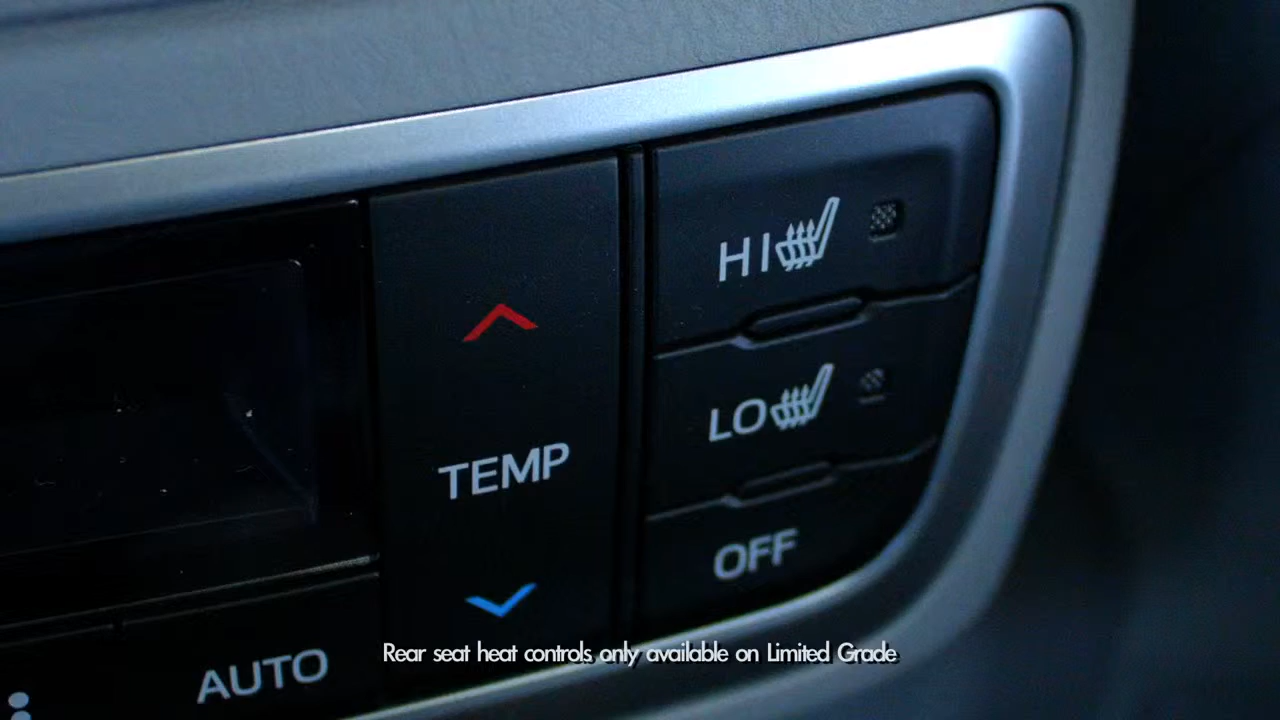 HI
LO
TEMP
OFF
AUTO
Rear seat heat controls only available on Limited Grade